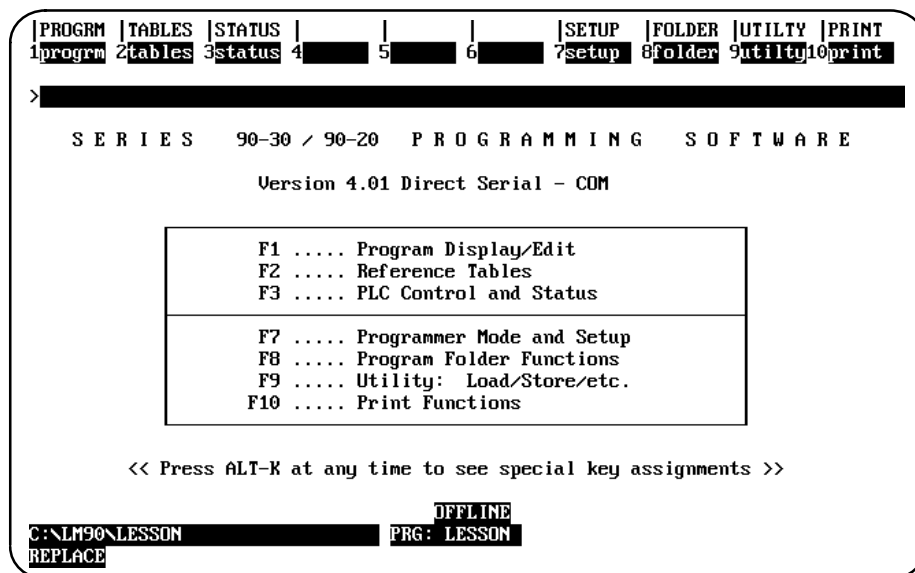 |PROGRM |TABLES |STATUS | | | |SETUP |FOLDER |UTILTY |PRINT
1progrm 2tables 3status 4 5 6 7setup 8folder 9utilty10print
>
S E R I E S 90-30 / 90-20 P R O G R A M M I N G S O F T W A R E
Version 4.01 Direct Serial - COM
F1 ..... Program Display/Edit
F2 ..... Reference Tables
F3 ..... PLC Control and Status
F7 ..... Programmer Mode and Setup
F8 ..... Program Folder Functions
F9 ..... Utility: Load/Store/etc.
F10 ..... Print Functions
<< Press ALT-K at any time to see special key assignments >>
OFFLINE
C:\LM90\LESSON PRG: LESSON
REPLACE